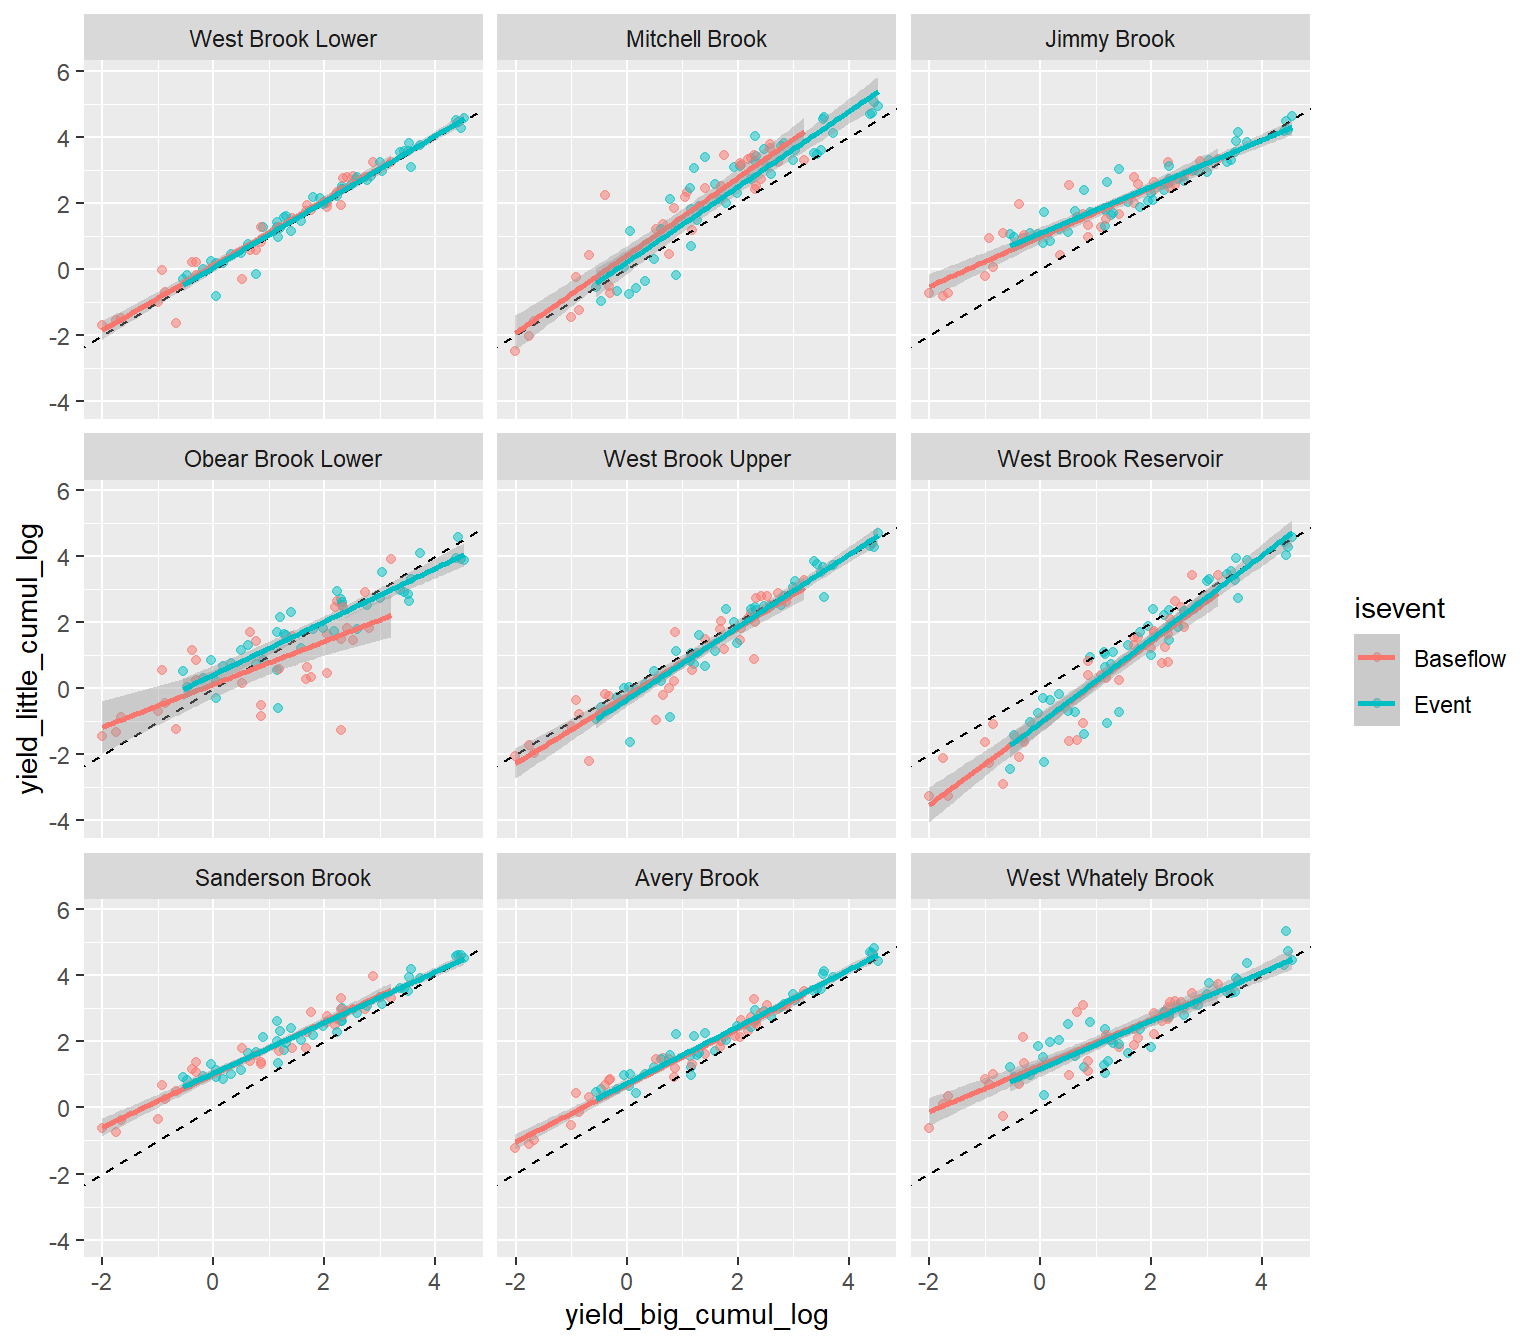 West Brook Lower
Mitchell Brook
Jimmy Brook
6
4
2
0
-2
-4
Obear Brook Lower
West Brook Upper
West Brook Reservoir
6
4
2
0
-2
-4
Sanderson Brook
Avery Brook
West Whately Brook
6
4
2
0
-2
-4
-2 0 2 4
-2 0 2 4
-2 0 2 4
yield_big_cumul_log
yield_little_cumul_log
isevent
Baseflow
Event